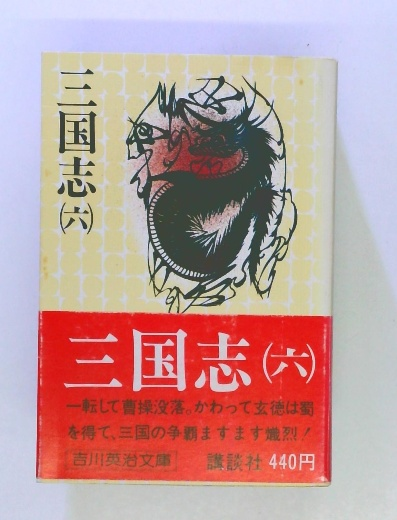 三国志(六)
三国志(六)
一転して曹操没落。かわって玄徳は蜀
を得て、三国の争覇ますます熾烈!
吉川英治文庫
講談社 440円